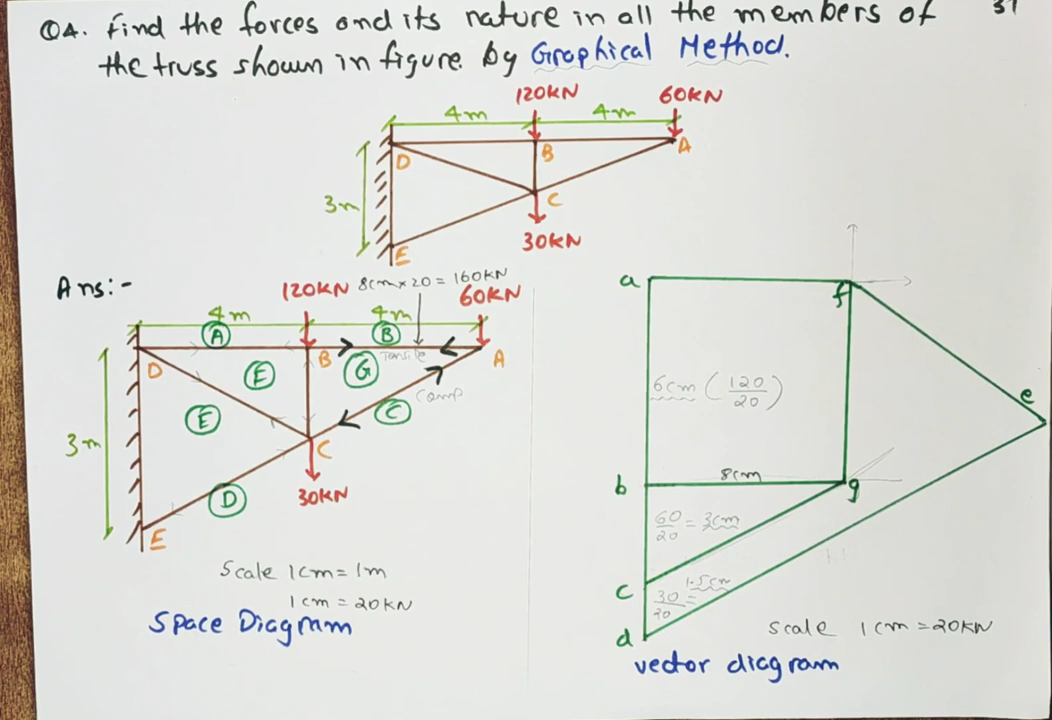 Q4. Find the forces and its nature in all the members of
31
the truss shown in figure by Graphical Method.
120KN
60KN
4m
4m
D
B
A
3m
C
30KN
E
Ans:-
120KN
8cm×20 = 160KN
60KN
4m
4m
A
B
D
B
Tensile
A
E
G
Comp
E
C
3m
C
D
30KN
E
Scale 1cm = 1m
1cm = 20KN
Space Diagram
a
f
6cm (120/20)
e
b
8cm
g
60/20 = 3cm
c
30/20 =
1.5cm
d
Scale 1cm = 20KN
vector diagram